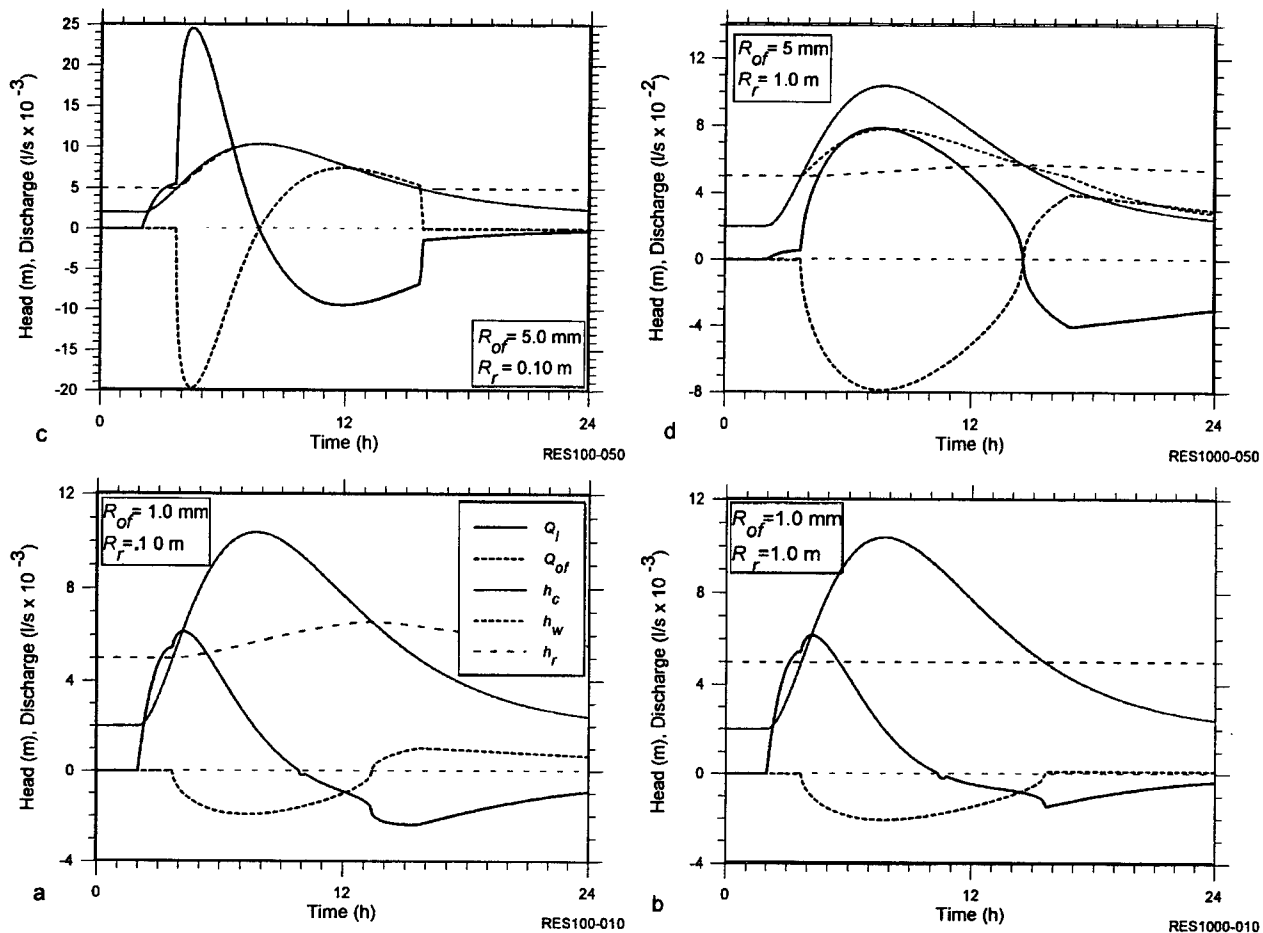 Head (m), Discharge (l/s x 10 -3)
25
20
15
10
5
0
-5
-10
-15
-20
R of = 5.0 mm
R r = 0.10 m
0
12
24
Time (h)
c
RES100-050
Head (m), Discharge (l/s x 10 -2)
12
8
4
0
-4
-8
R of = 5 mm
R r = 1.0 m
0
12
24
Time (h)
d
RES1000-050
Head (m), Discharge (l/s x 10 -3)
12
8
4
0
-4
R of = 1.0 mm
R r =.1 0 m
Q l
Q of
h c
h w
h r
0
12
24
Time (h)
a
RES100-010
Head (m), Discharge (l/s x 10 -3)
12
8
4
0
-4
R of =1.0 mm
R r =1.0 m
0
12
24
Time (h)
b
RES1000-010